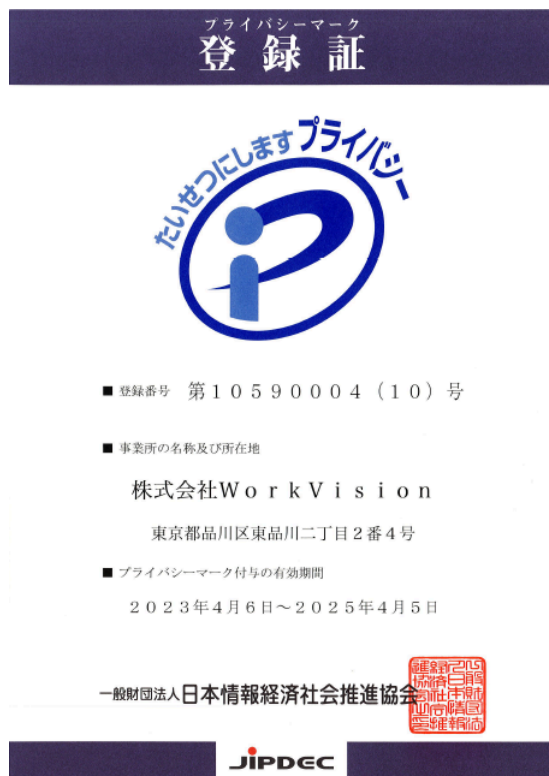 プライバシーマーク
登録証
たいせつにしますプライバシー
■ 登録番号 第10590004(10)号
■ 事業所の名称及び所在地
株式会社WorkVision
東京都品川区東品川二丁目2番4号
■ プライバシーマーク付与の有効期間
2023年4月6日~2025年4月5日
一般財団法人日本情報経済社会推進協会
JIPDEC